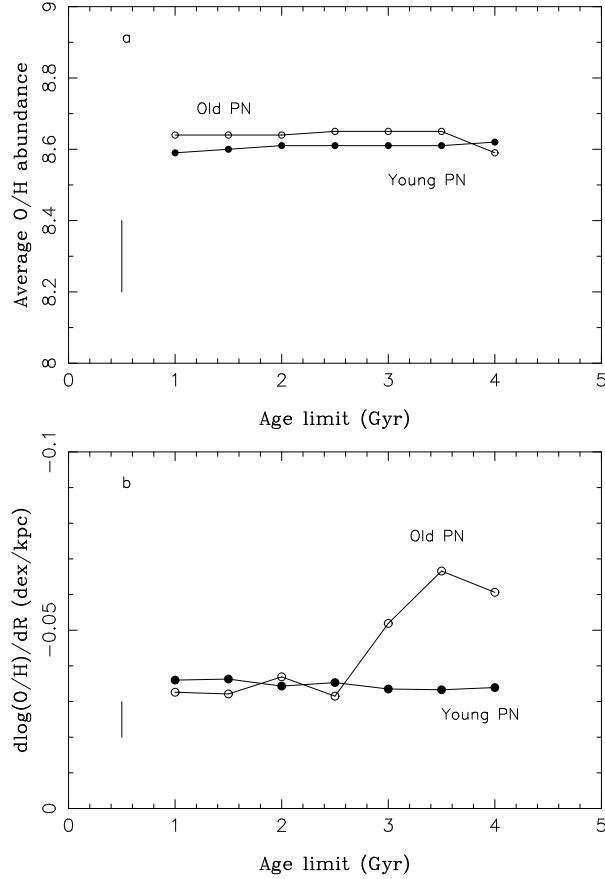 9
8.8
8.6
8.4
8.2
8
Average O/H abundance
a
Old PN
Young PN
0 1 2 3 4 5
Age limit (Gyr)
−0.1
−0.05
0
dlog(O/H)/dR (dex/kpc)
b
Old PN
Young PN
0 1 2 3 4 5
Age limit (Gyr)